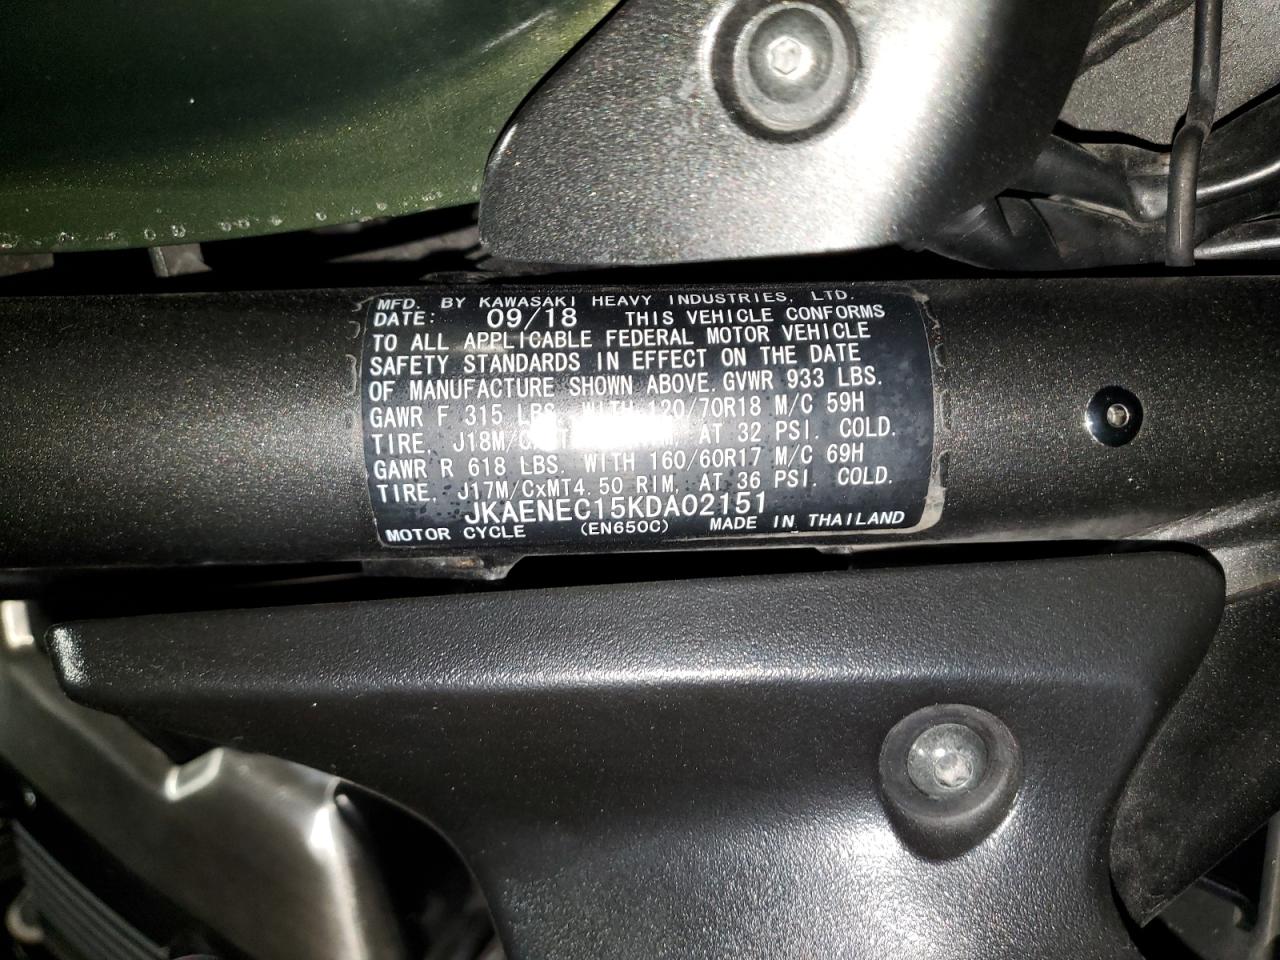 MFD. BY KAWASAKI HEAVY INDUSTRIES, LTD.
DATE: 09/18 THIS VEHICLE CONFORMS
TO ALL APPLICABLE FEDERAL MOTOR VEHICLE
SAFETY STANDARDS IN EFFECT ON THE DATE
OF MANUFACTURE SHOWN ABOVE. GVWR 933 LBS.
GAWR F 315 LBS. WITH 120/70R18 M/C 59H
TIRE, AT 32 PSI. COLD.
GAWR R 618 LBS. WITH 160/60R17 M/C 69H
TIRE, J17M/CxMT4.50 RIM, AT 36 PSI. COLD.
JKAENEC15KDA02151
MOTOR CYCLE (EN650C) MADE IN THAILAND